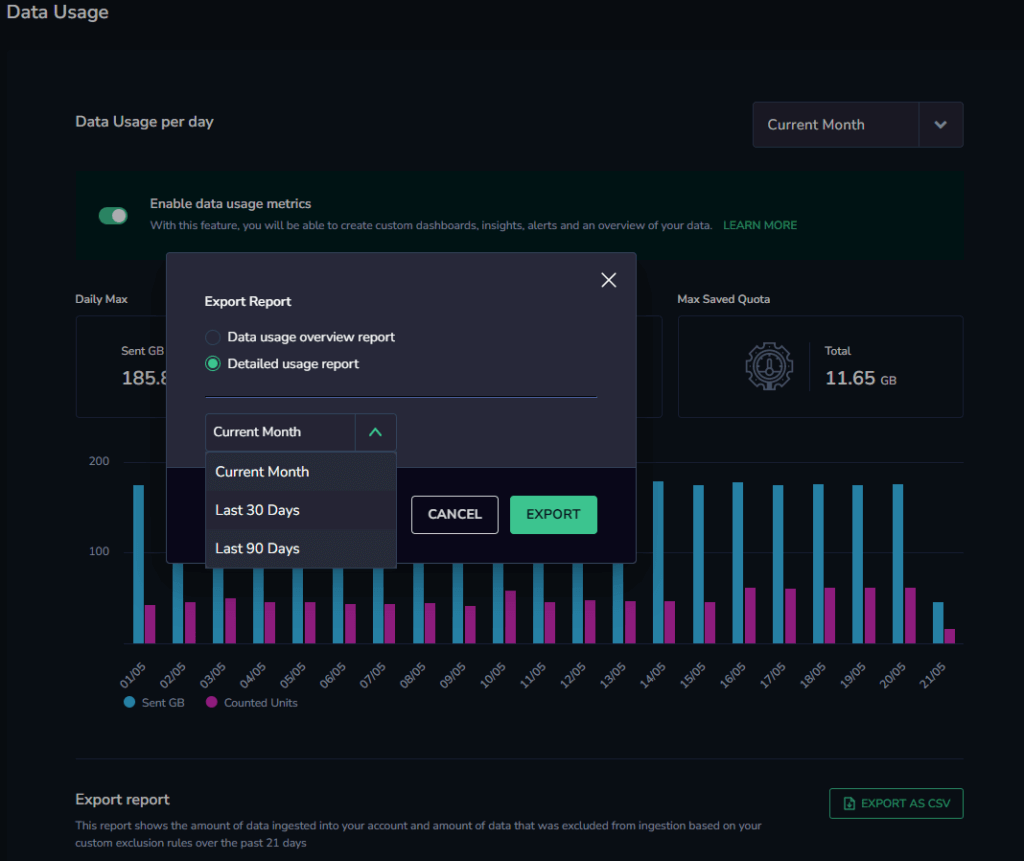 Data Usage
Data Usage per day
Current Month
Enable data usage metrics
With this feature, you will be able to create custom dashboards, insights, alerts and an overview of your data. LEARN MORE
Daily Max
Max Saved Quota
Export Report
Data usage overview report
Detailed usage report
Sent GB
185.8
Total
11.65 GB
Current Month
Current Month
Last 30 Days
Last 90 Days
CANCEL
EXPORT
200
100
01/05 02/05 03/05 04/05 05/05 06/05 07/05 08/05 09/05 10/05 11/05 12/05 13/05 14/05 15/05 16/05 17/05 18/05 19/05 20/05 21/05
Sent GB Counted Units
Export report
EXPORT AS CSV
This report shows the amount of data ingested into your account and amount of data that was excluded from ingestion based on your
custom exclusion rules over the past 21 days